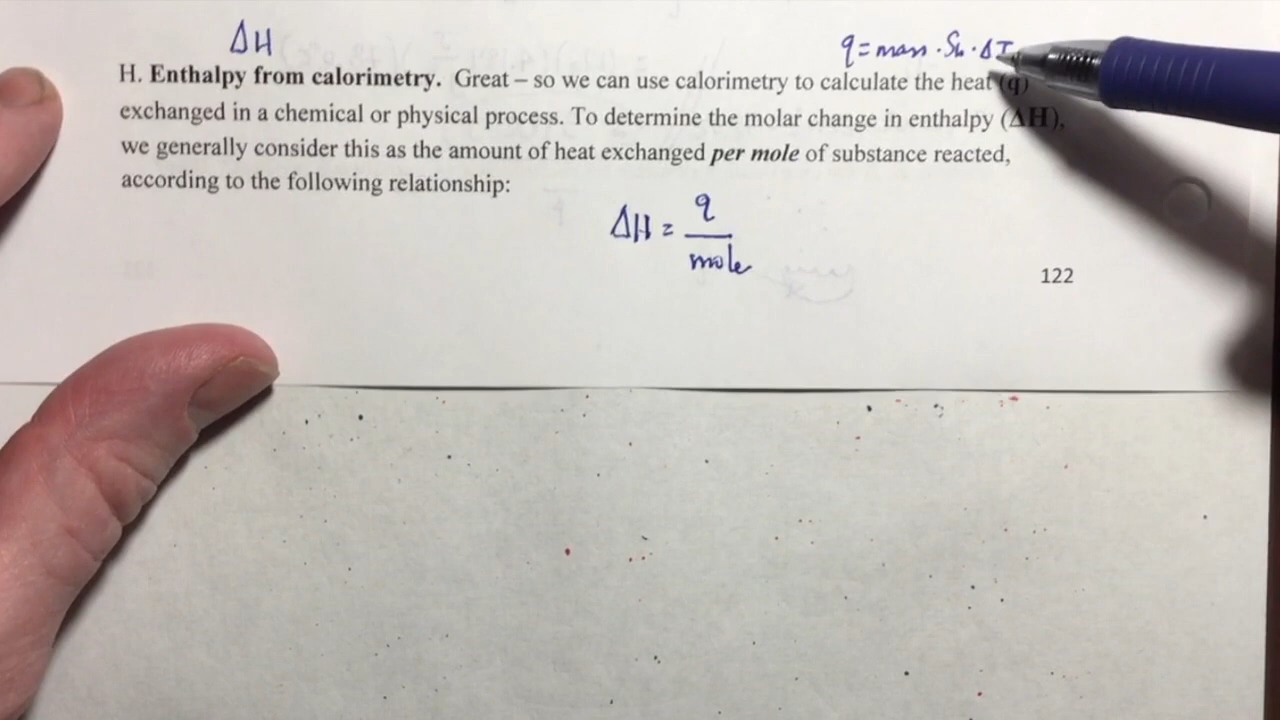 ΔH
q = mass · Sh · ΔT
H. Enthalpy from calorimetry. Great – so we can use calorimetry to calculate the heat (q)
exchanged in a chemical or physical process. To determine the molar change in enthalpy (ΔH),
we generally consider this as the amount of heat exchanged per mole of substance reacted,
according to the following relationship:
ΔH = q
mole
122